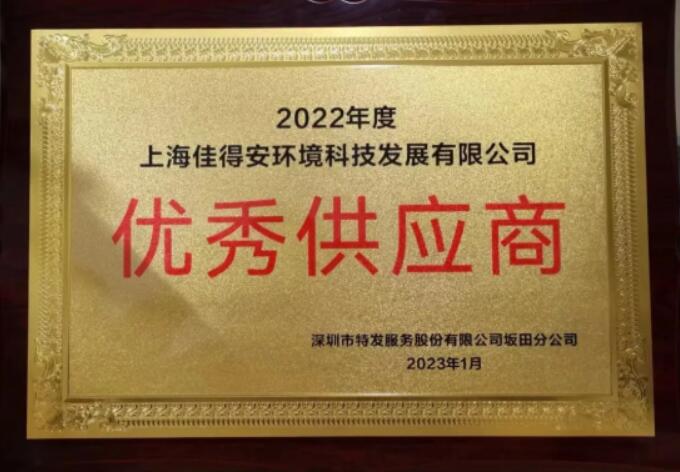 2022年度
上海佳得安环境科技发展有限公司
优秀供应商
深圳市特发服务股份有限公司坂田分公司
2023年1月